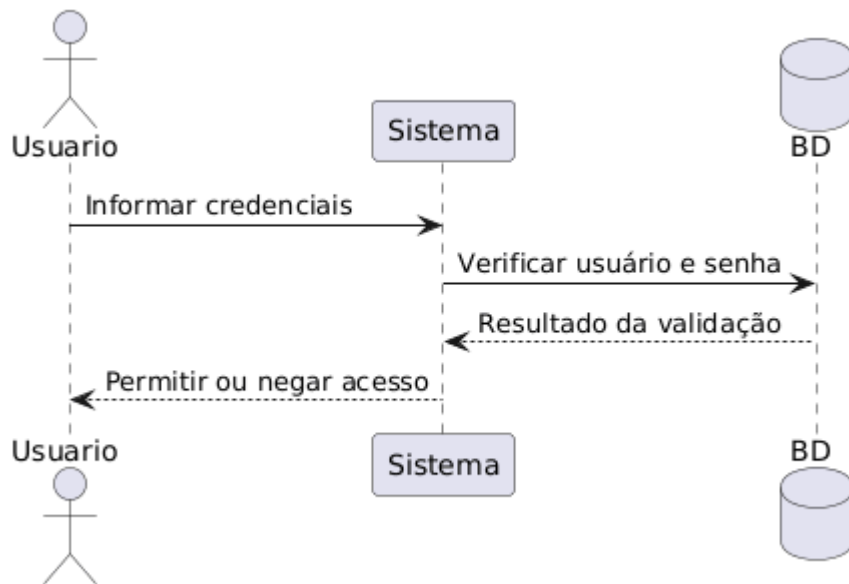 Usuario
Sistema
BD
Informar credenciais
Verificar usuário e senha
Resultado da validação
Permitir ou negar acesso
Usuario
Sistema
BD